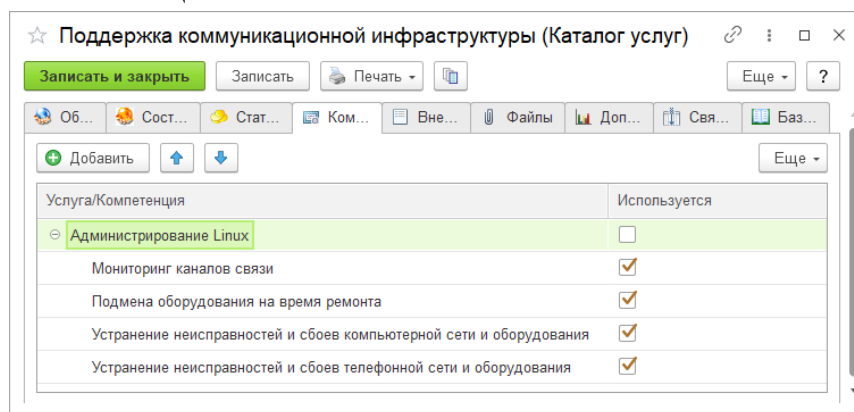 Поддержка коммуникационной инфраструктуры (Каталог услуг)
Записать и закрыть Записать Печать Еще ?
Об... Сост... Стат... Ком... Вне... Файлы Доп... Свя... Баз...
Добавить Еще
Услуга/Компетенция Используется
Администрирование Linux
Мониторинг каналов связи
Подмена оборудования на время ремонта
Устранение неисправностей и сбоев компьютерной сети и оборудования
Устранение неисправностей и сбоев телефонной сети и оборудования